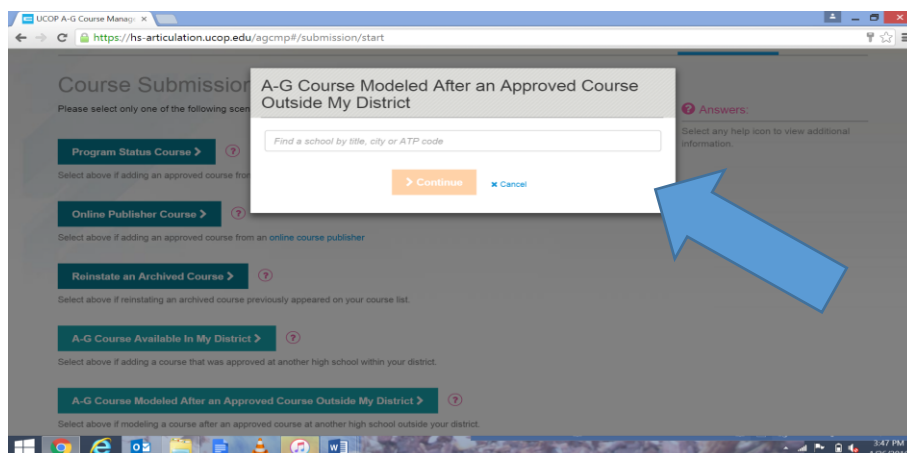 UCOP A-G Course Manag
https://hs-articulation.ucop.edu/agcmp#/submission/start
Course Submission
Please select only one of the following scen
A-G Course Modeled After an Approved Course
Outside My District
Find a school by title, city or ATP code
Continue
Cancel
Answers:
Select any help icon to view additional
information.
Program Status Course
Select above if adding an approved course from
Online Publisher Course
Select above if adding an approved course from an online course publisher
Reinstate an Archived Course
Select above if reinstating an archived course previously appeared on your course list.
A-G Course Available In My District
Select above if adding a course that was approved at another high school within your district.
A-G Course Modeled After an Approved Course Outside My District
Select above if modeling a course after an approved course at another high school outside your district.
3:47 PM